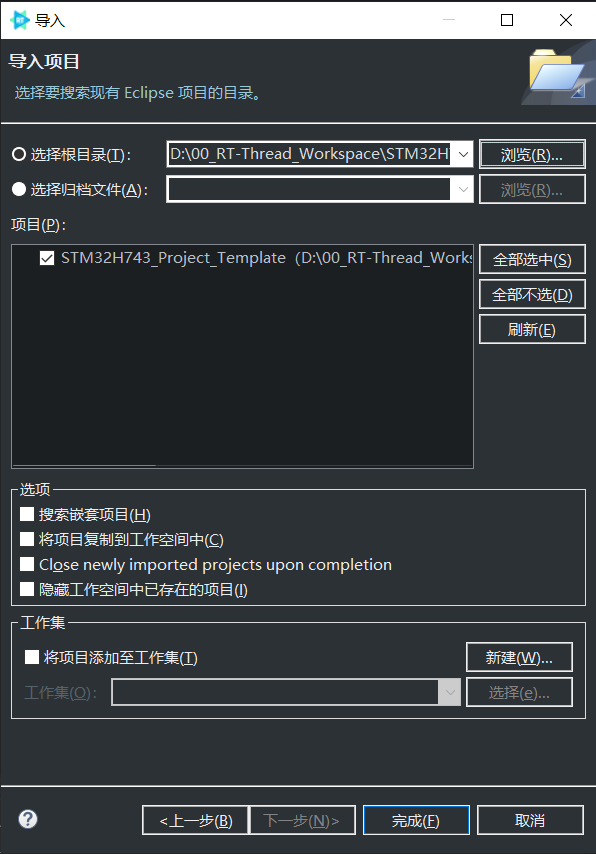 导入
导入项目
选择要搜索现有 Eclipse 项目的目录。
选择根目录(T): D:\00_RT-Thread_Workspace\STM32H 浏览(R)...
选择归档文件(A): 浏览(R)...
项目(P):
STM32H743_Project_Template (D:\00_RT-Thread_Works 全部选中(S)
全部不选(D)
刷新(E)
选项
搜索嵌套项目(H)
将项目复制到工作空间中(C)
Close newly imported projects upon completion
隐藏工作空间中已存在的项目(I)
工作集
将项目添加至工作集(T) 新建(W)...
工作集(O): 选择(e)...
<上一步(B) 下一步(N)> 完成(F) 取消